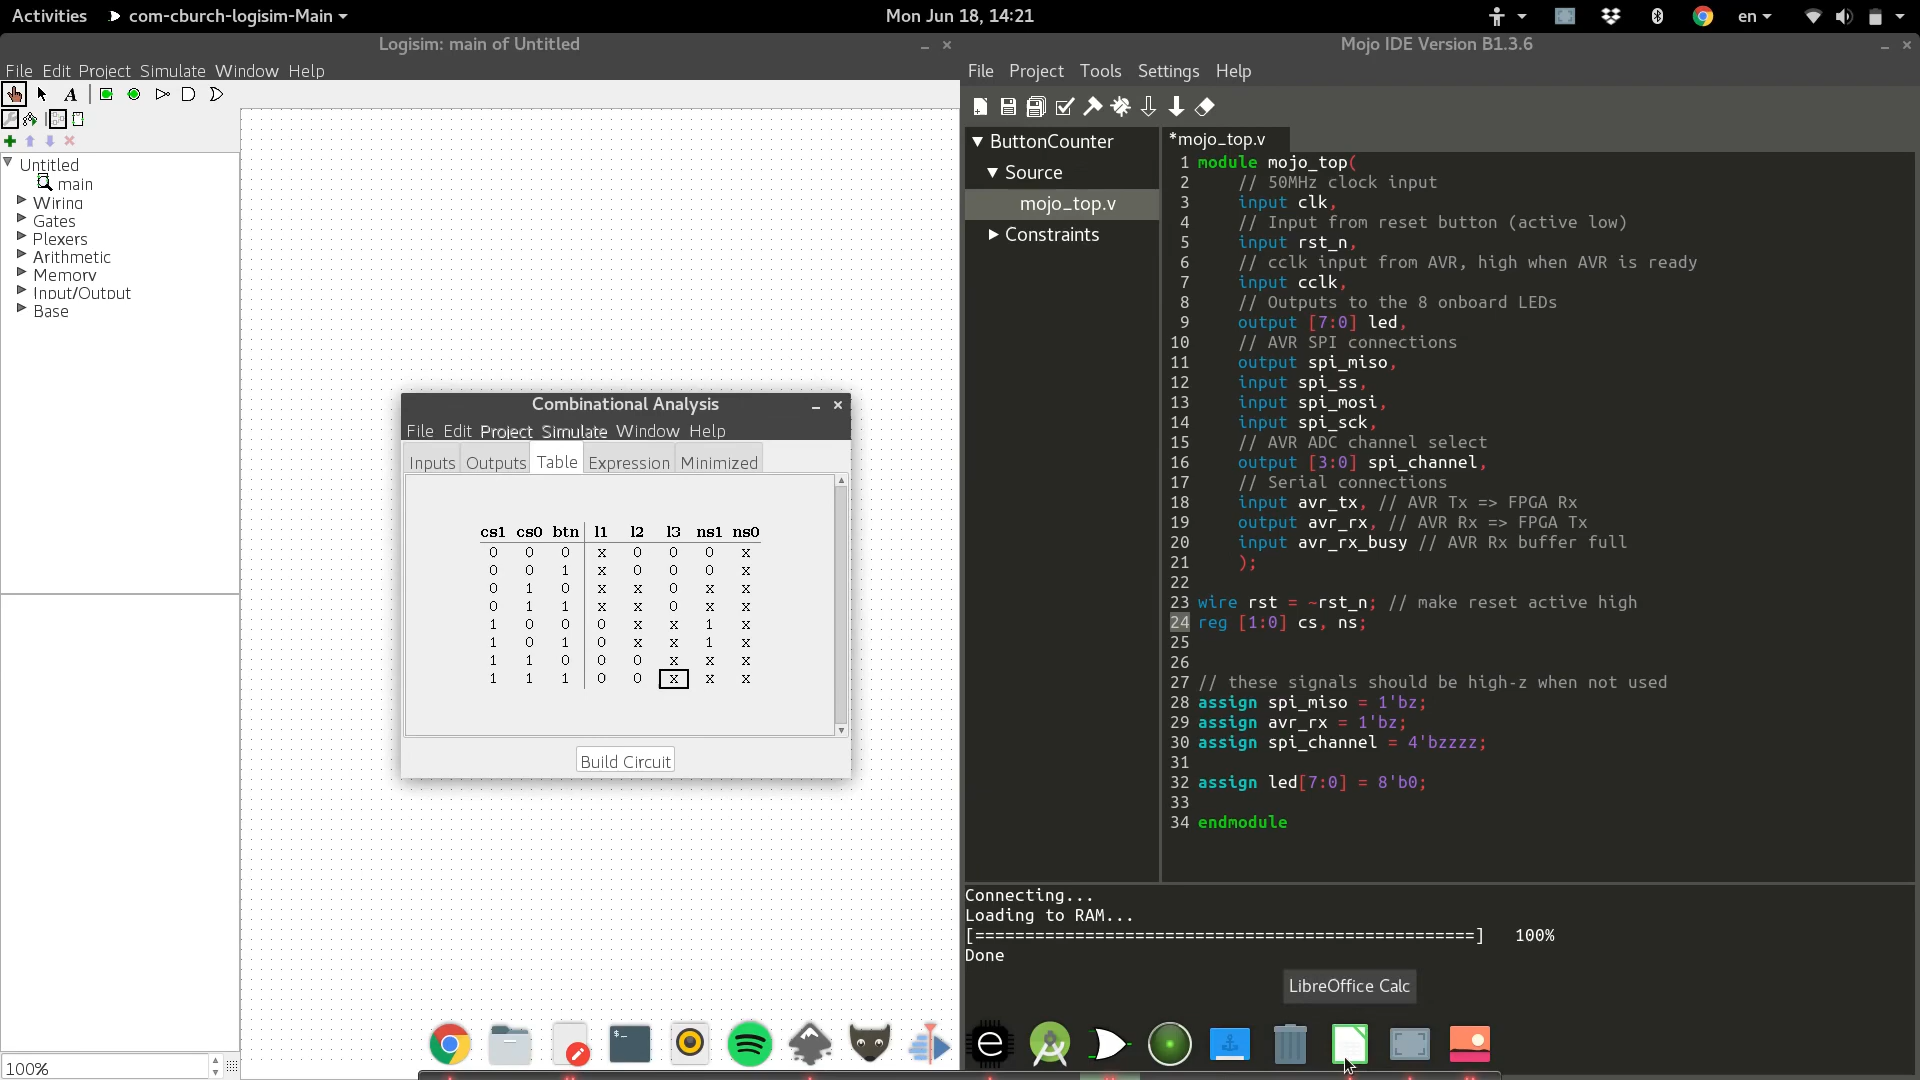 Activities com-cburch-logisim-Main Mon Jun 18, 14:21 en
Logisim: main of Untitled
File Edit Project Simulate Window Help
A
Untitled
main
Wiring
Gates
Plexers
Arithmetic
Memory
Input/Output
Base
100%
Combinational Analysis
File Edit Project Simulate Window Help
Inputs Outputs Table Expression Minimized
cs1 cs0 btn l1 l2 l3 ns1 ns0
0 0 0 x 0 0 0 x
0 0 1 x 0 0 0 x
0 1 0 x x 0 x x
0 1 1 x x 0 x x
1 0 0 0 x x 1 x
1 0 1 0 x x 1 x
1 1 0 0 0 x x x
1 1 1 0 0 x x x
Build Circuit
Mojo IDE Version B1.3.6
File Project Tools Settings Help
ButtonCounter
Source
mojo_top.v
Constraints
*mojo_top.v
1 module mojo_top(
2 // 50MHz clock input
3 input clk,
4 // Input from reset button (active low)
5 input rst_n,
6 // cclk input from AVR, high when AVR is ready
7 input cclk,
8 // Outputs to the 8 onboard LEDs
9 output [7:0] led,
10 // AVR SPI connections
11 output spi_miso,
12 input spi_ss,
13 input spi_mosi,
14 input spi_sck,
15 // AVR ADC channel select
16 output [3:0] spi_channel,
17 // Serial connections
18 input avr_tx, // AVR Tx => FPGA Rx
19 output avr_rx, // AVR Rx => FPGA Tx
20 input avr_rx_busy // AVR Rx buffer full
21 );
22
23 wire rst = ~rst_n; // make reset active high
24 reg [1:0] cs, ns;
25
26
27 // these signals should be high-z when not used
28 assign spi_miso = 1'bz;
29 assign avr_rx = 1'bz;
30 assign spi_channel = 4'bzzzz;
31
32 assign led[7:0] = 8'b0;
33
34 endmodule
Connecting...
Loading to RAM...
[==================================================] 100%
Done
LibreOffice Calc